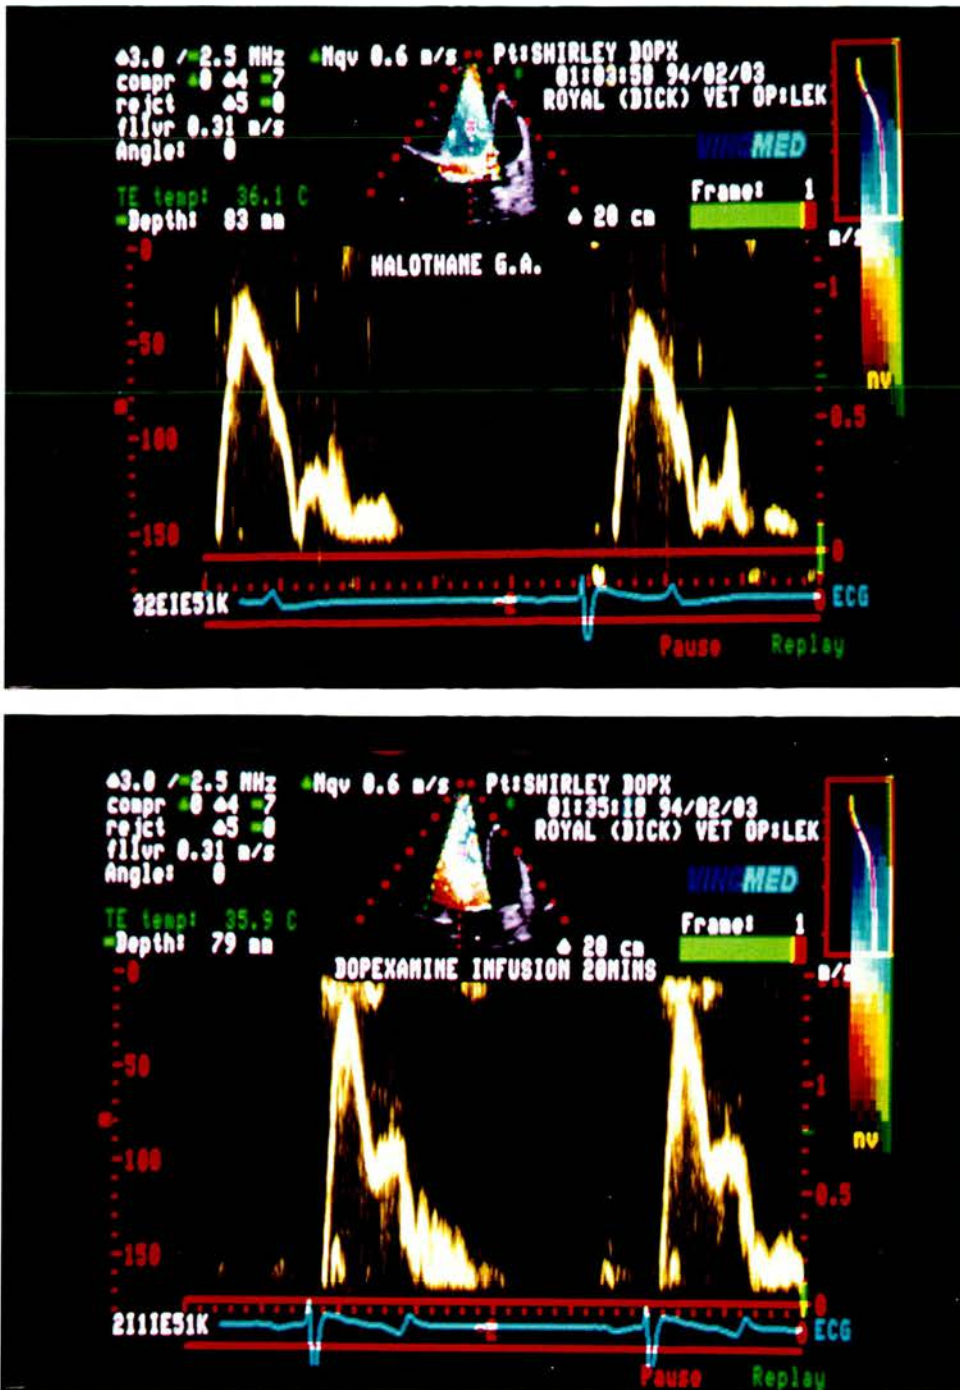 3.0 / 2.5 MHz Nqv 0.6 m/s Pt:SHIRLEY DOPX
compr 0 4 7 01:03:50 94/02/03
rejct 5 0 ROYAL (DICK) VET OP:LEK
filvr 0.31 m/s
Angle: 0 VINGMED
TE temp: 36.1 C Frame: 1
Depth: 83 mm 20 cm
m/s
HALOTHANE G.A.
0
50
100
150
1
0.5
0
nv
32EIE51K ECG
Pause Replay
3.0 / 2.5 MHz Nqv 0.6 m/s Pt:SHIRLEY DOPX
compr 0 4 7 01:35:10 94/02/03
rejct 5 0 ROYAL (DICK) VET OP:LEK
filvr 0.31 m/s
Angle: 0 VINGMED
TE temp: 35.9 C Frame: 1
Depth: 79 mm 20 cm
m/s
DOPEXAMINE INFUSION 20MINS
0
50
100
150
1
0.5
0
nv
2I1IE51K ECG
Pause Replay